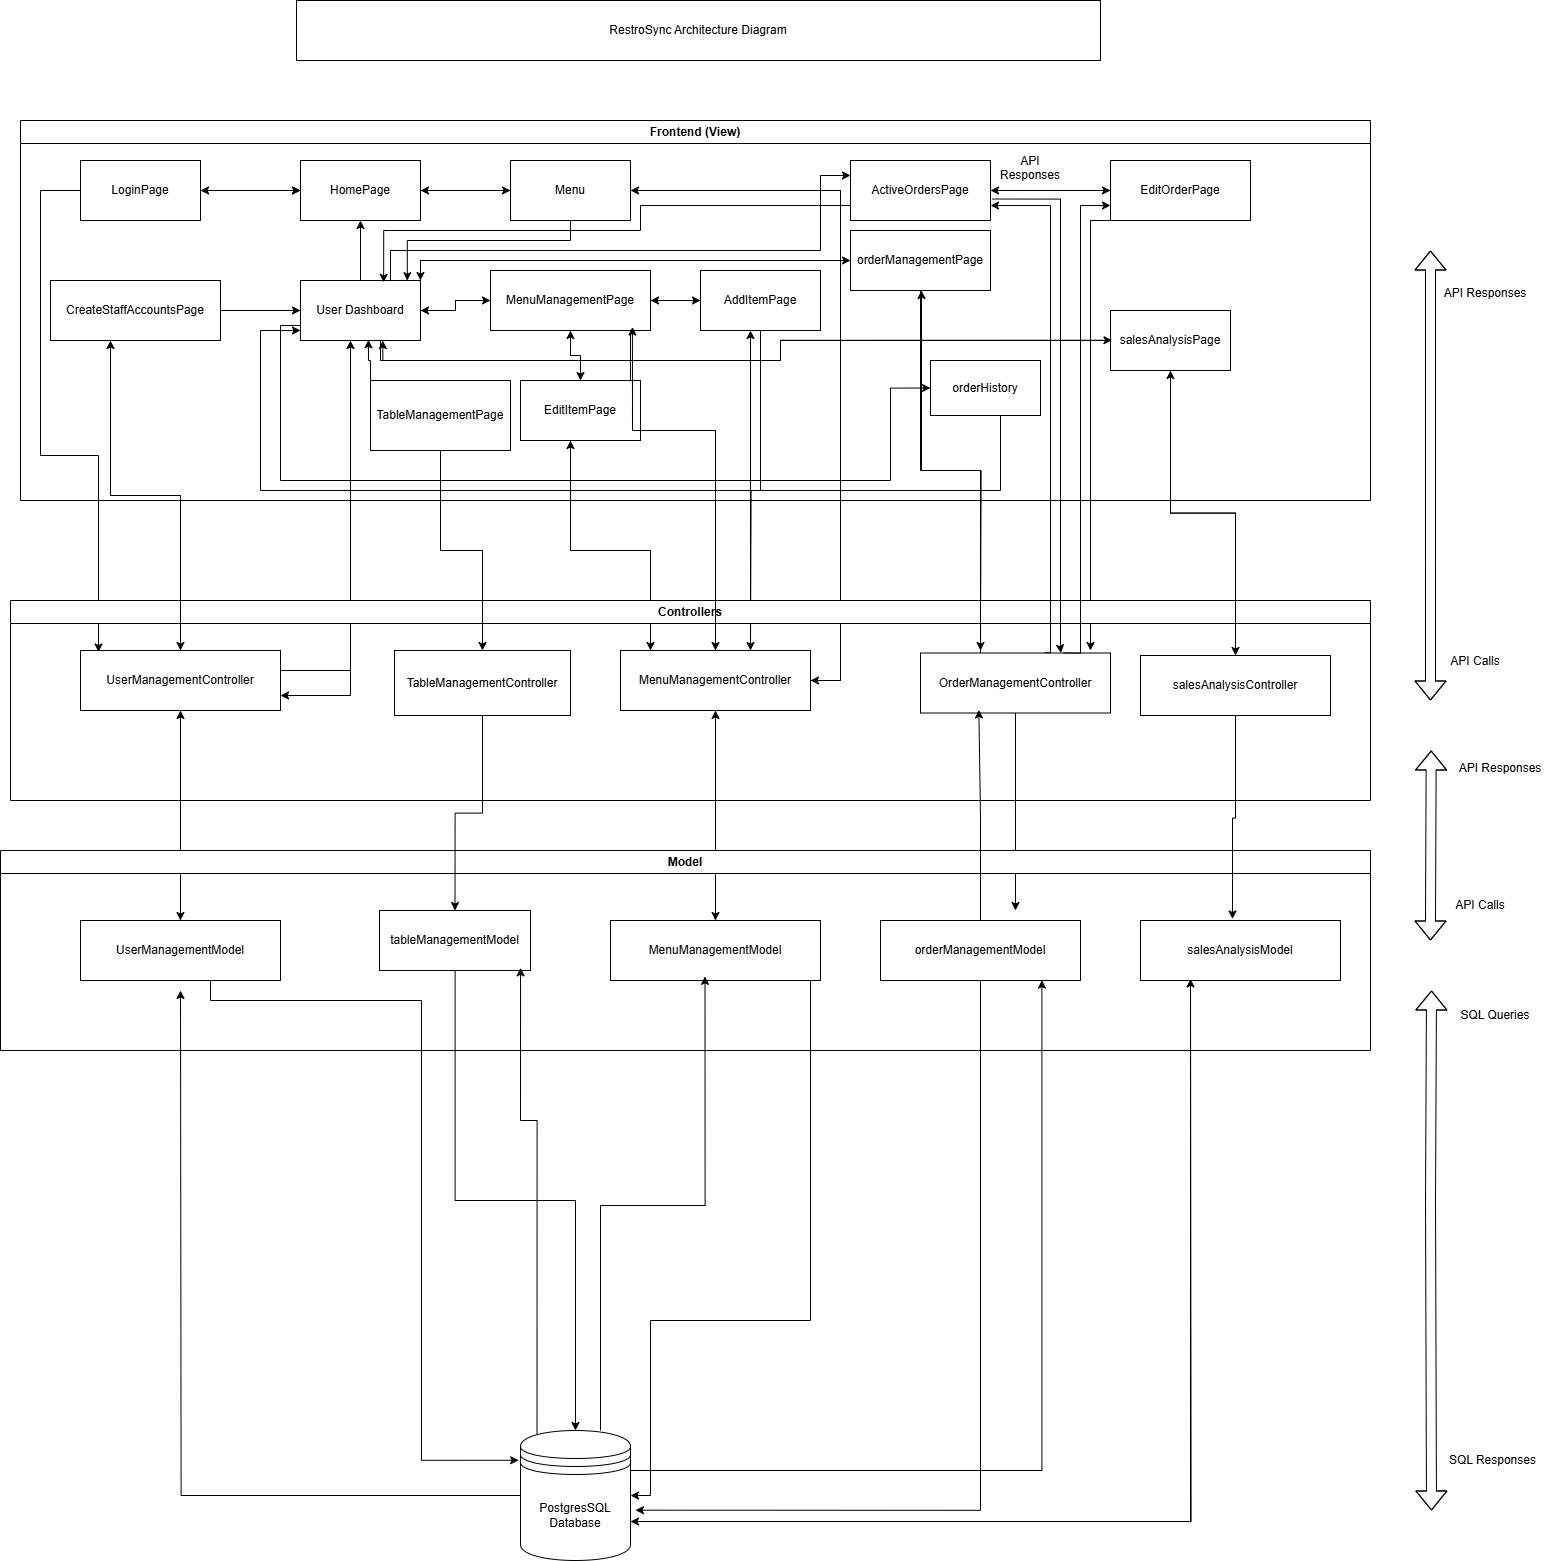 RestroSync Architecture Diagram
Frontend (View)
LoginPage
HomePage
Menu
ActiveOrdersPage
API
Responses
EditOrderPage
orderManagementPage
CreateStaffAccountsPage
User Dashboard
MenuManagementPage
AddItemPage
salesAnalysisPage
TableManagementPage
EditItemPage
orderHistory
API Responses
Controllers
UserManagementController
TableManagementController
MenuManagementController
OrderManagementController
salesAnalysisController
API Calls
API Responses
Model
UserManagementModel
tableManagementModel
MenuManagementModel
orderManagementModel
salesAnalysisModel
API Calls
SQL Queries
SQL Responses
PostgresSQL
Database